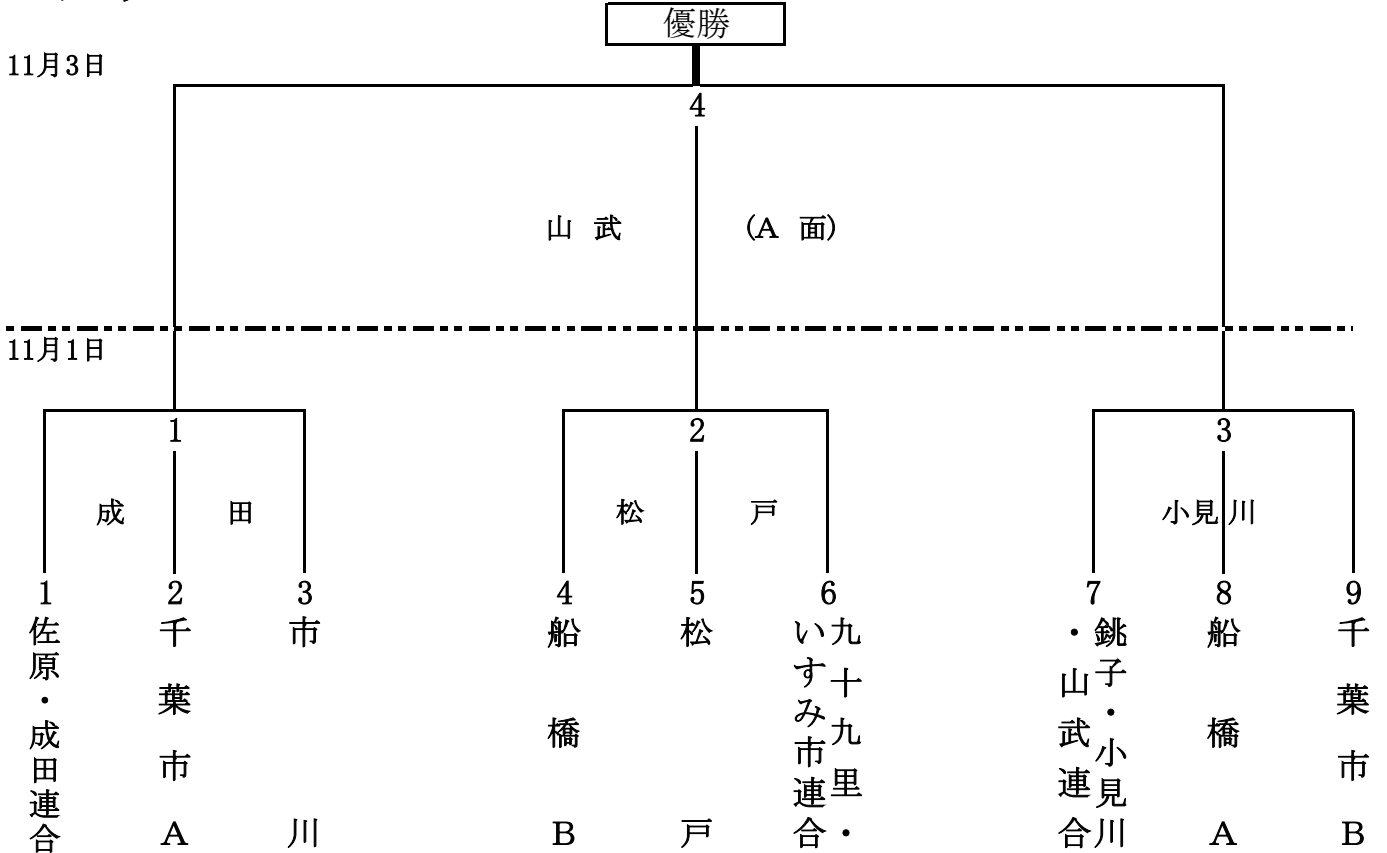 優勝
11月3日
4
山 武 (A 面)
11月1日
1 2 3
成 田 松 戸 小見川
1 2 3 4 5 6 7 8 9
佐原・成田連合
千葉市A
市川
船橋B
松戸
九十九里・
いすみ市連合
銚子・小見川
・山武連合
船橋A
千葉市B